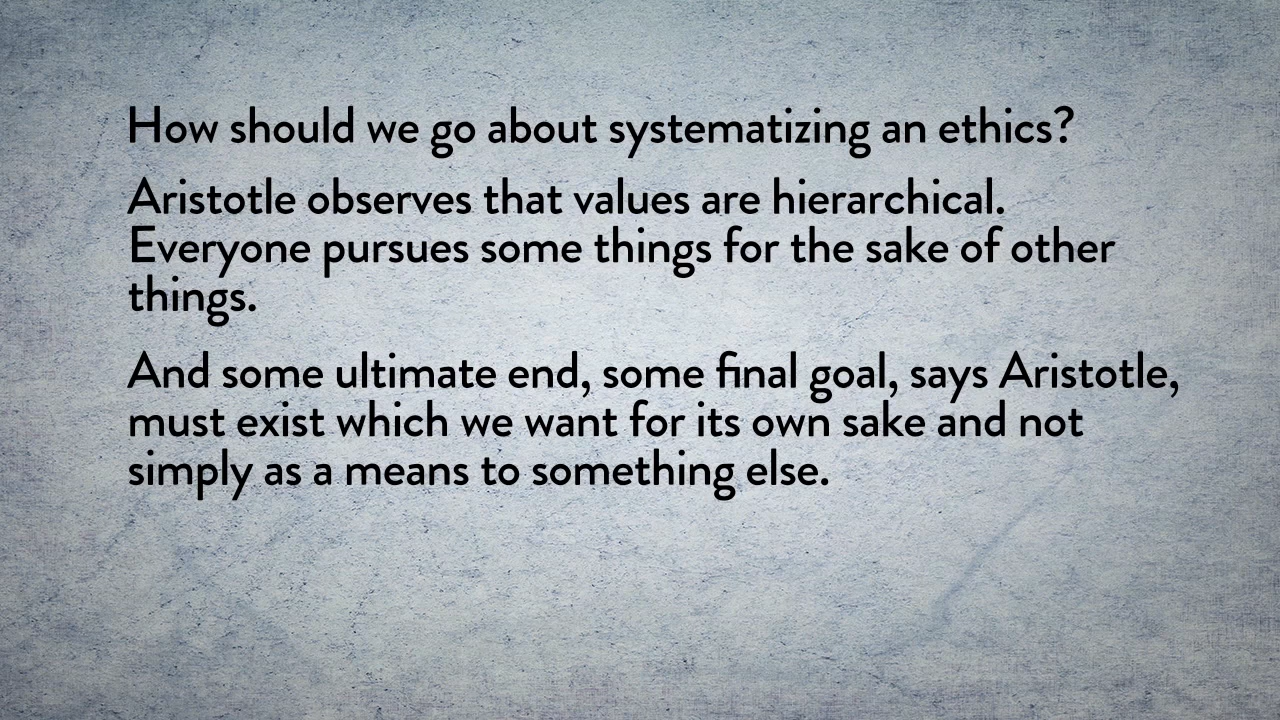 How should we go about systematizing an ethics?
Aristotle observes that values are hierarchical.
Everyone pursues some things for the sake of other
things.
And some ultimate end, some final goal, says Aristotle,
must exist which we want for its own sake and not
simply as a means to something else.